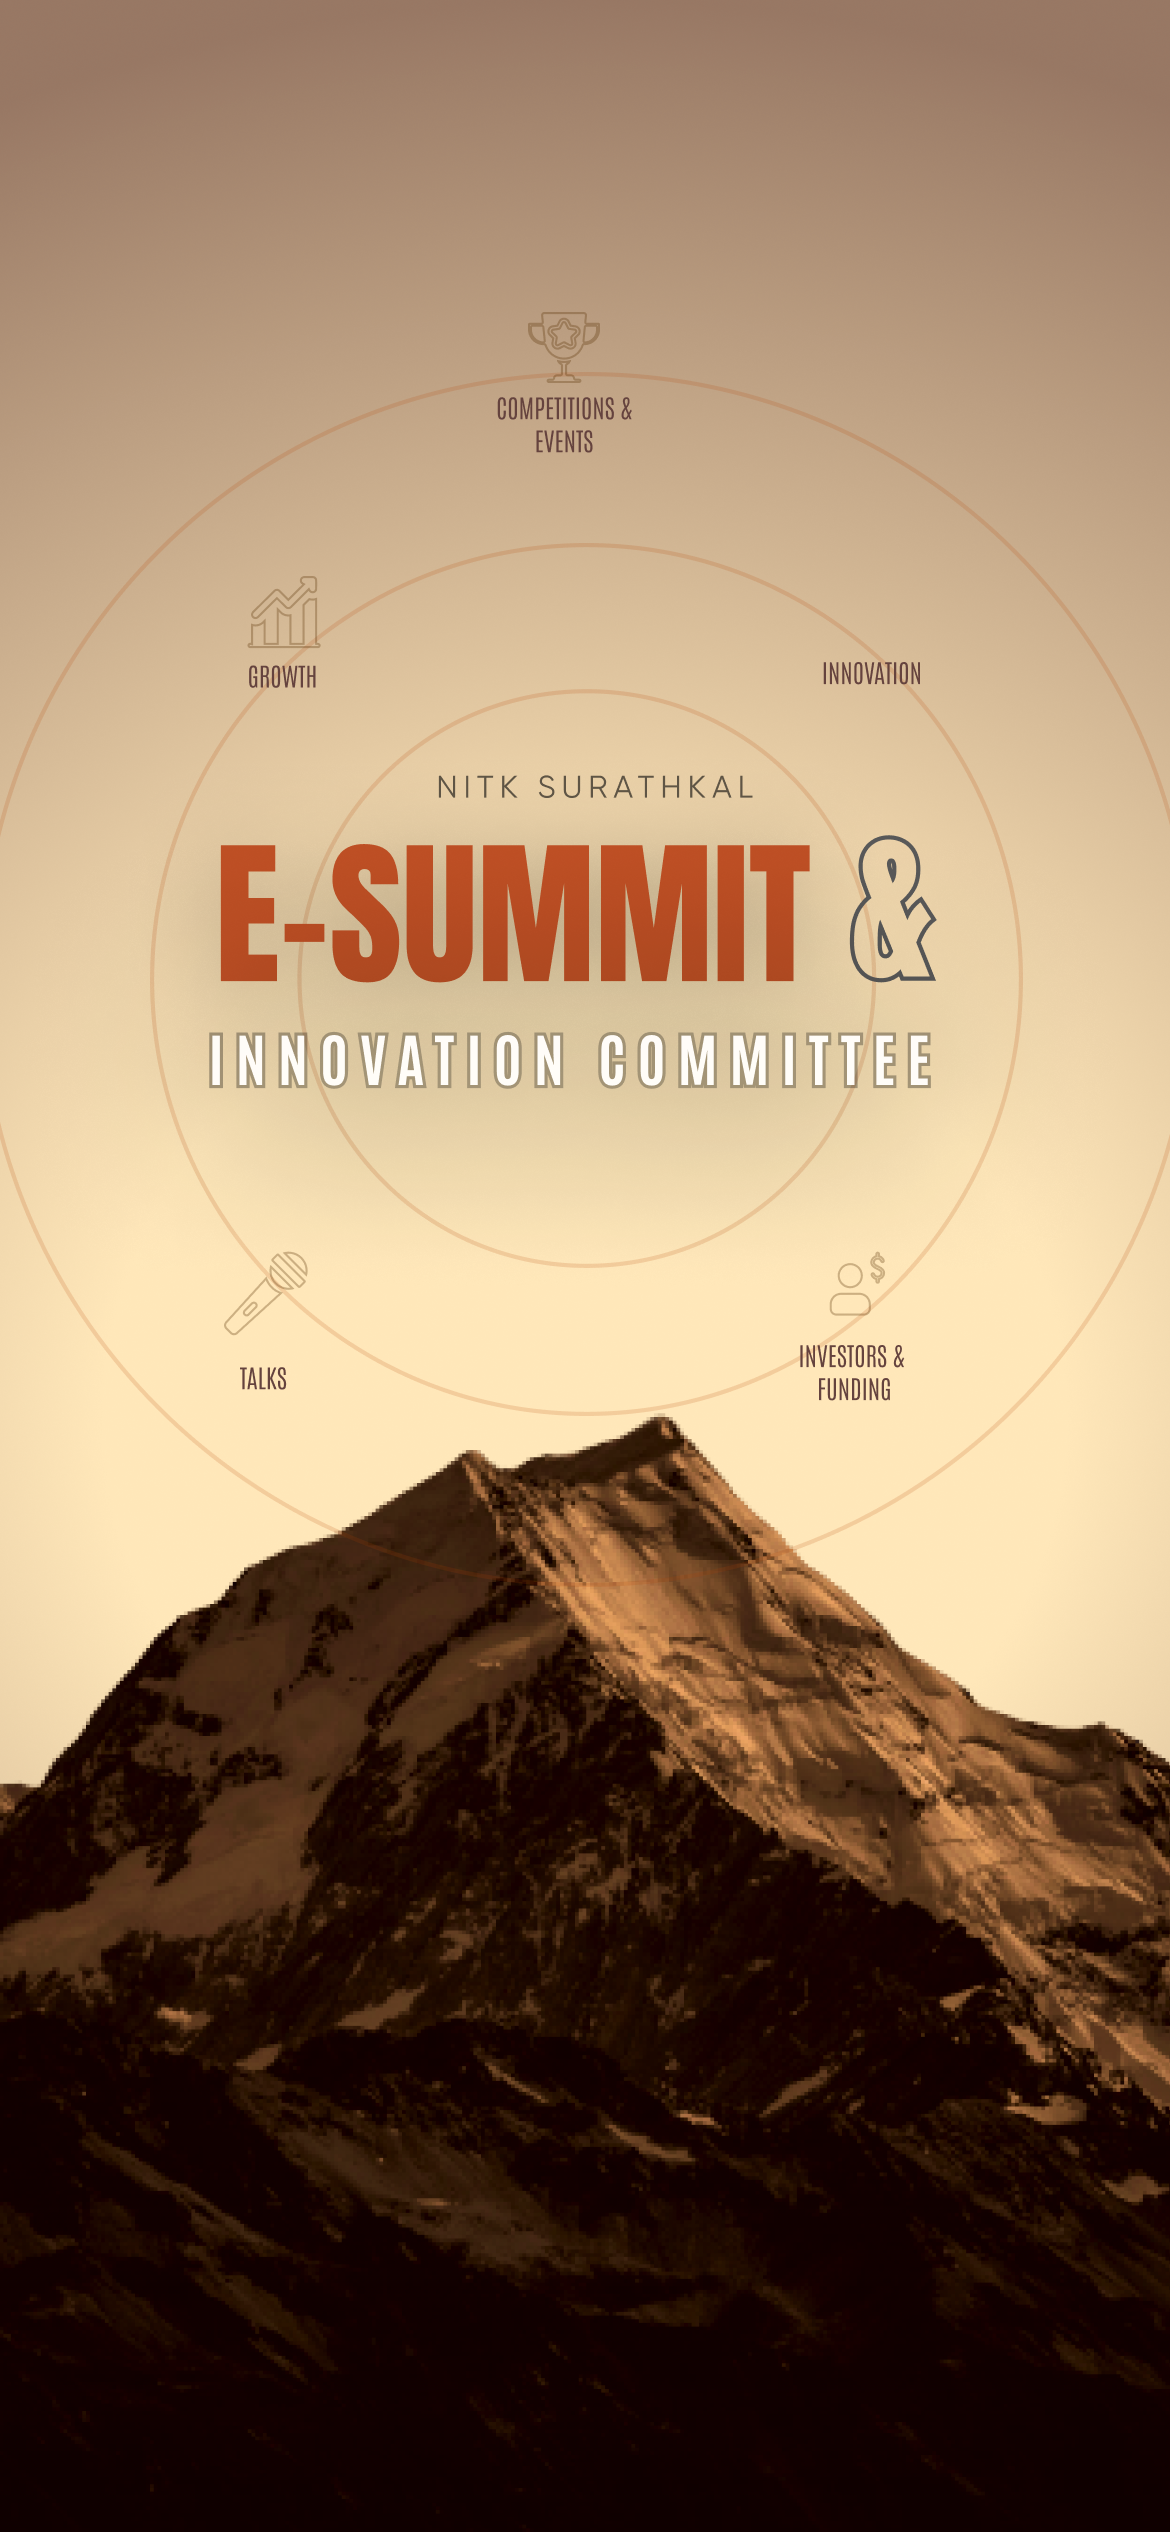 COMPETITIONS &
EVENTS
GROWTH
INNOVATION
NITK SURATHKAL
E-SUMMIT &
INNOVATION COMMITTEE
TALKS
INVESTORS &
FUNDING